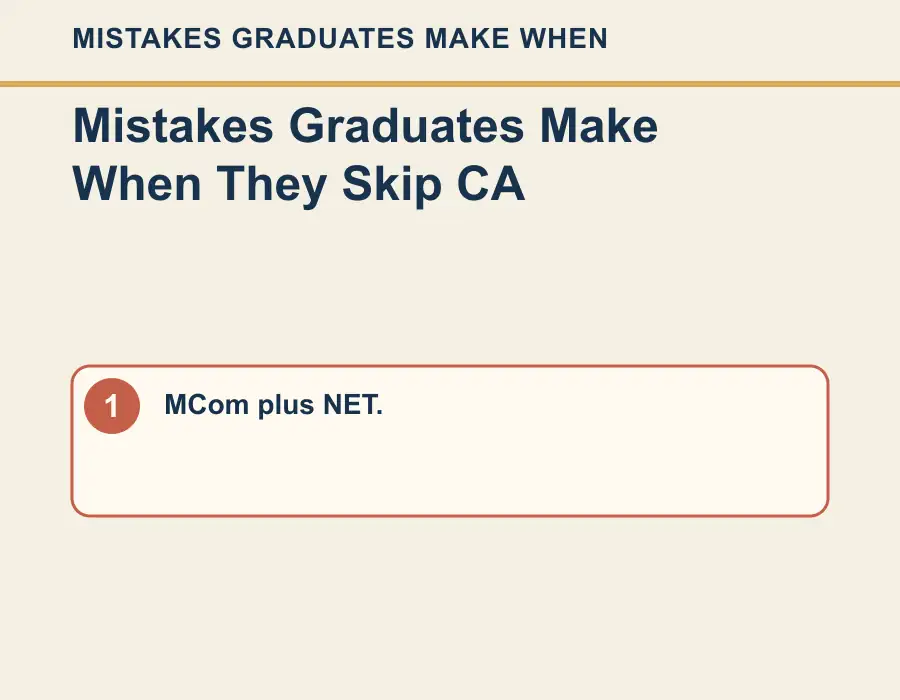 MISTAKES GRADUATES MAKE WHEN
Mistakes Graduates Make
When They Skip CA
1
MCom plus NET.